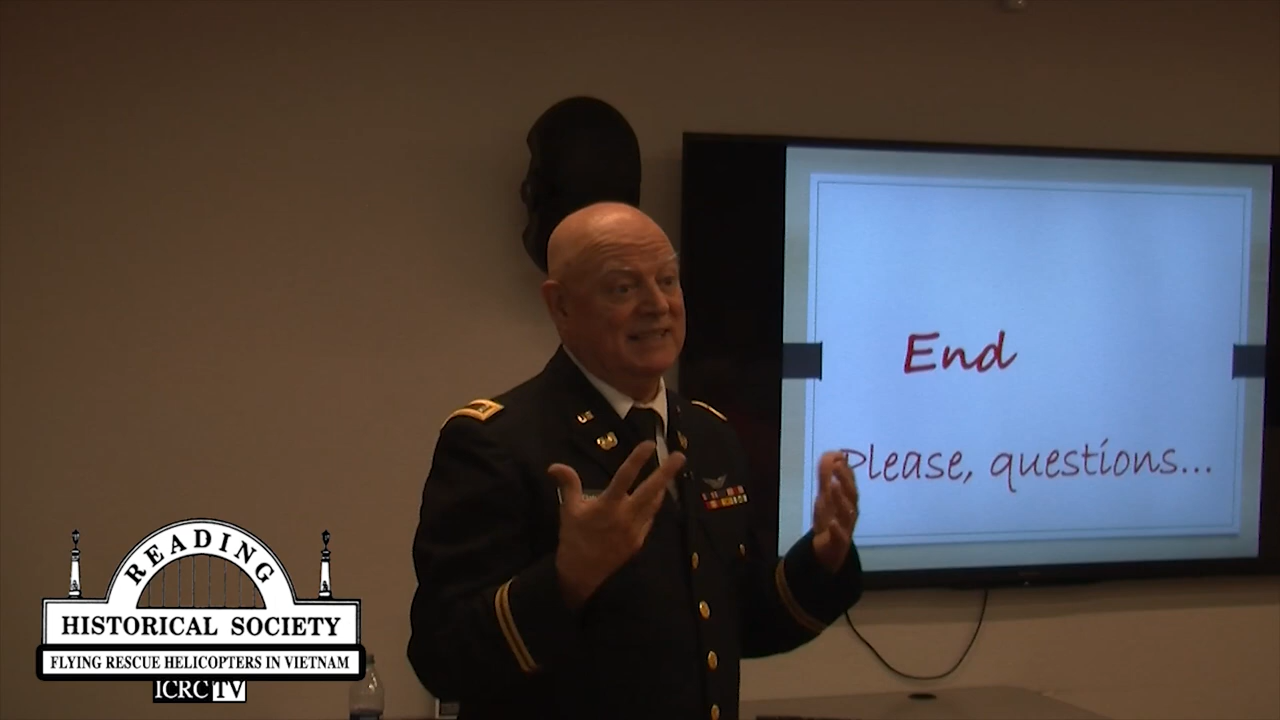 End
Please, questions...
READING
HISTORICAL SOCIETY
FLYING RESCUE HELICOPTERS IN VIETNAM
ICRCTV